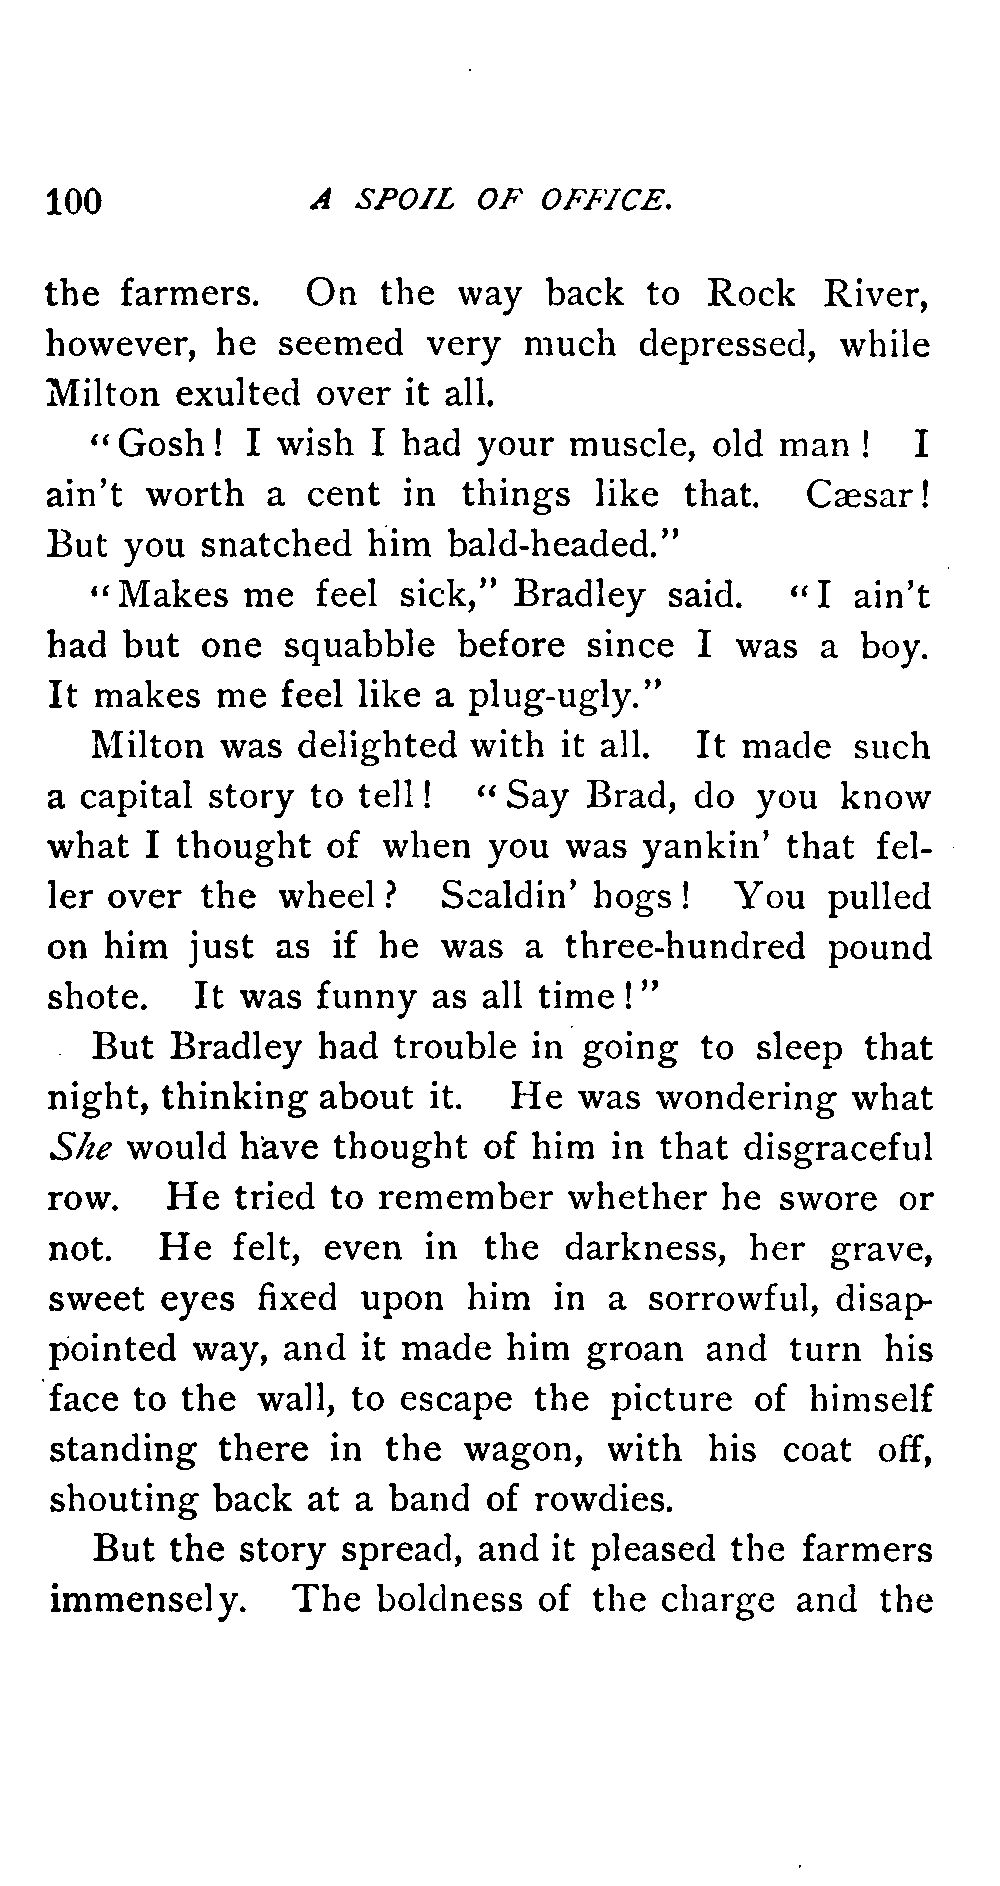 100 A SPOIL OF OFFICE.
the farmers. On the way back to Rock River,
however, he seemed very much depressed, while
Milton exulted over it all.
"Gosh! I wish I had your muscle, old man! I
ain't worth a cent in things like that. Cæsar!
But you snatched him bald-headed."
"Makes me feel sick," Bradley said. "I ain't
had but one squabble before since I was a boy.
It makes me feel like a plug-ugly."
Milton was delighted with it all. It made such
a capital story to tell! "Say Brad, do you know
what I thought of when you was yankin' that fel-
ler over the wheel? Scaldin' hogs! You pulled
on him just as if he was a three-hundred pound
shote. It was funny as all time!"
But Bradley had trouble in going to sleep that
night, thinking about it. He was wondering what
She would have thought of him in that disgraceful
row. He tried to remember whether he swore or
not. He felt, even in the darkness, her grave,
sweet eyes fixed upon him in a sorrowful, disap-
pointed way, and it made him groan and turn his
face to the wall, to escape the picture of himself
standing there in the wagon, with his coat off,
shouting back at a band of rowdies.
But the story spread, and it pleased the farmers
immensely. The boldness of the charge and the